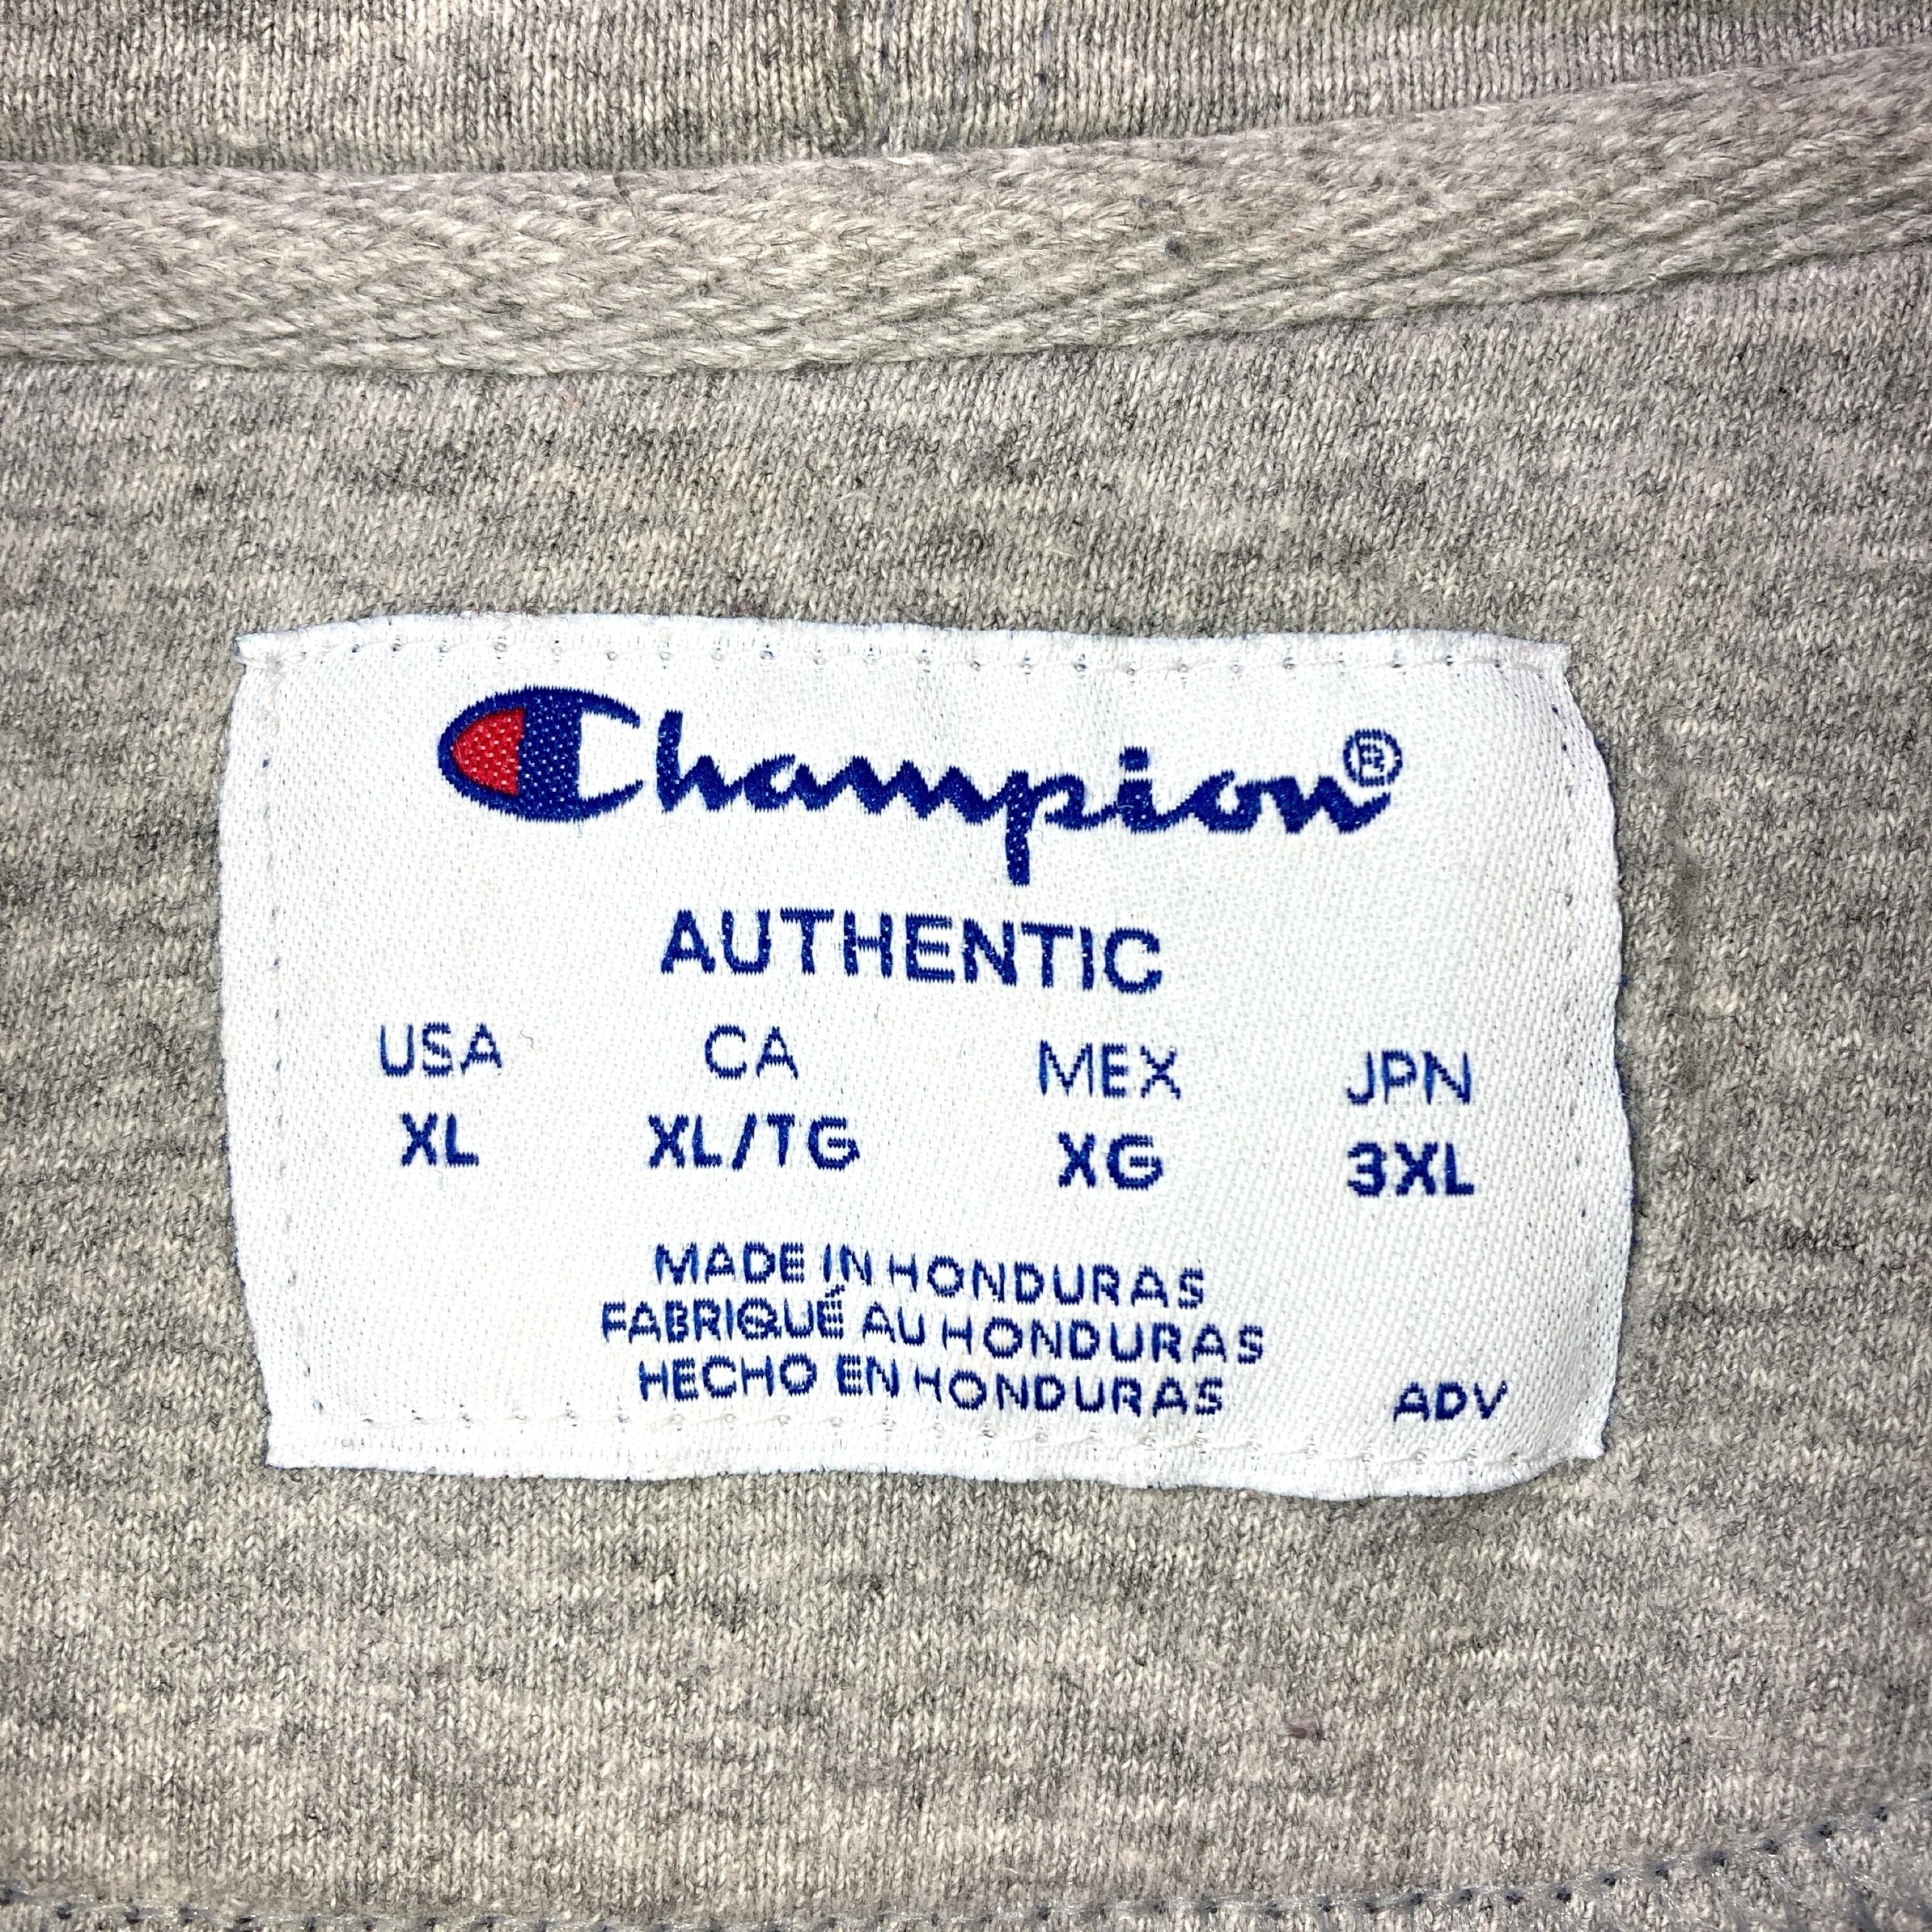 Champion®
AUTHENTIC
USA CA MEX JPN
XL XL/TG XG 3XL
MADE IN HONDURAS
FABRIQUÉ AU HONDURAS
HECHO EN HONDURAS ADV